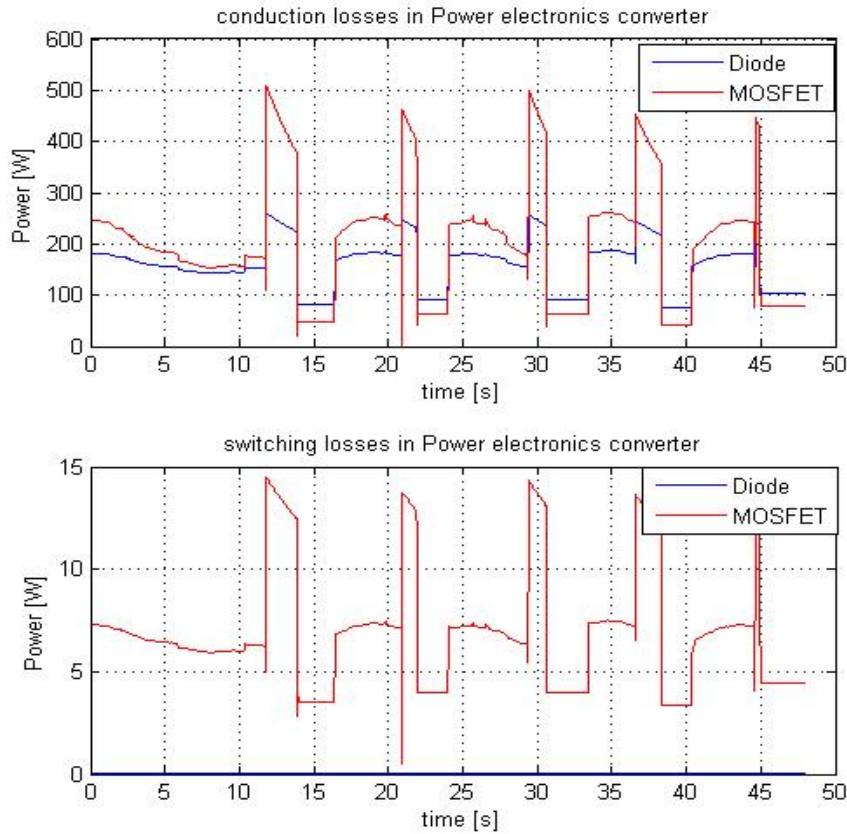 conduction losses in Power electronics converter
600
500
400
300
200
100
0
Power [W]
Diode
MOSFET
0 5 10 15 20 25 30 35 40 45 50
time [s]
switching losses in Power electronics converter
15
10
5
0
Power [W]
Diode
MOSFET
0 5 10 15 20 25 30 35 40 45 50
time [s]